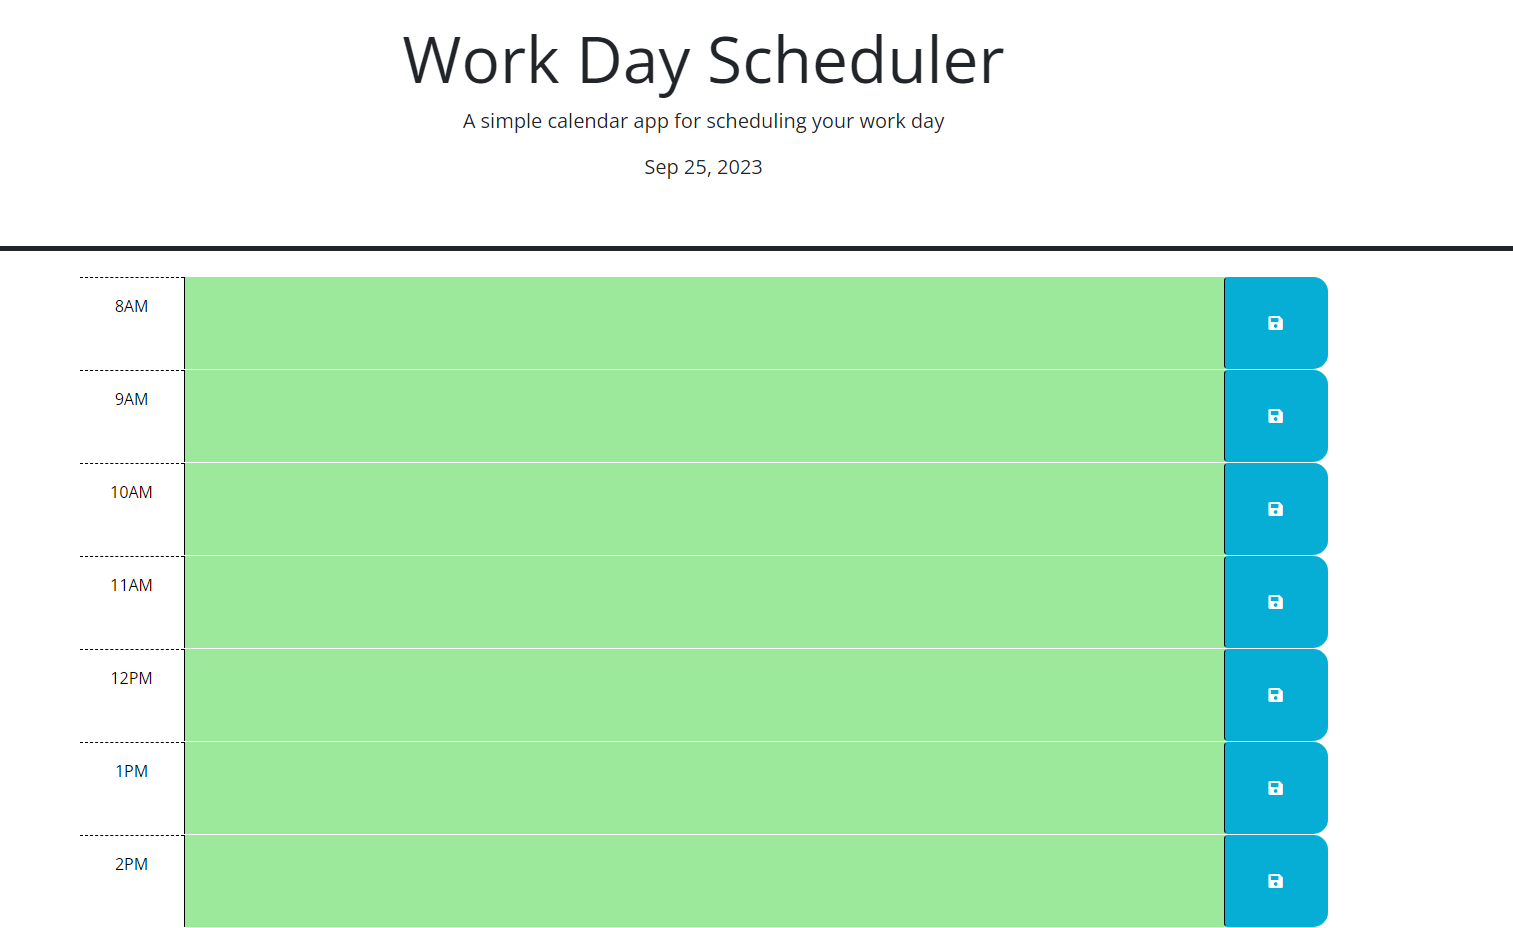 Work Day Scheduler
A simple calendar app for scheduling your work day
Sep 25, 2023
8AM
9AM
10AM
11AM
12PM
1PM
2PM